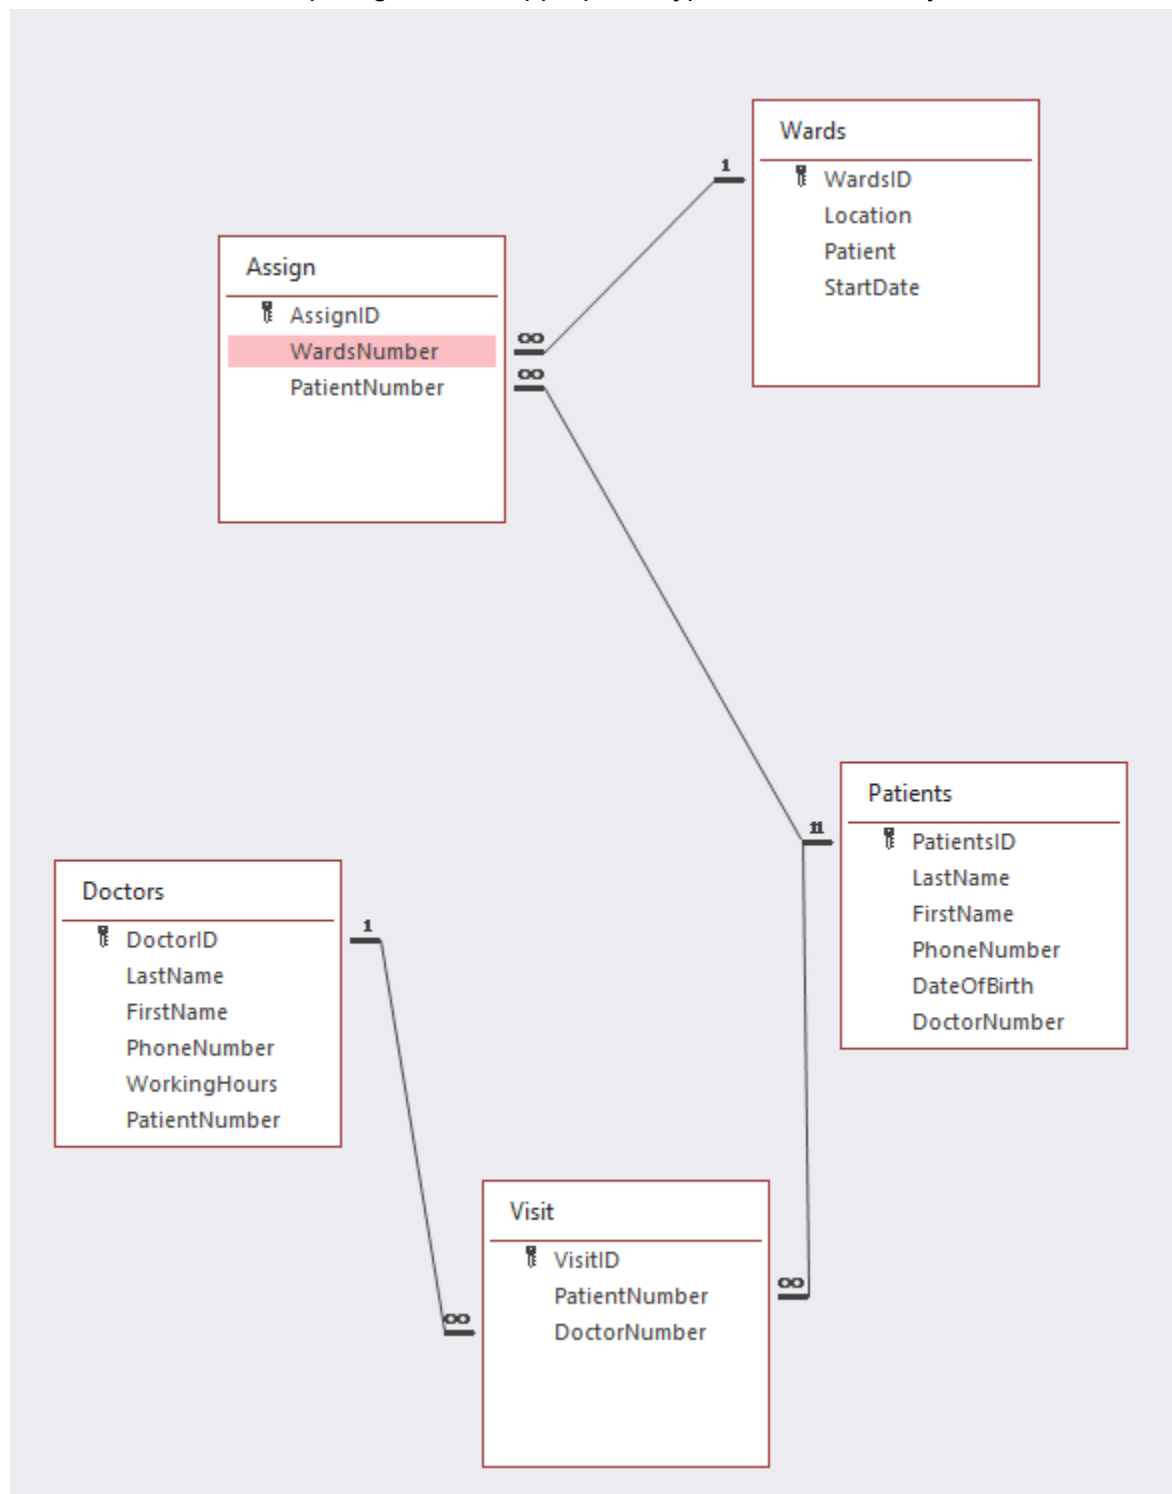 Wards
WardsID
Location
Patient
StartDate
1
Assign
AssignID
WardsNumber
PatientNumber
∞
∞
Patients
PatientsID
LastName
FirstName
PhoneNumber
DateOfBirth
DoctorNumber
11
Doctors
DoctorID
LastName
FirstName
PhoneNumber
WorkingHours
PatientNumber
1
Visit
VisitID
PatientNumber
DoctorNumber
∞
∞